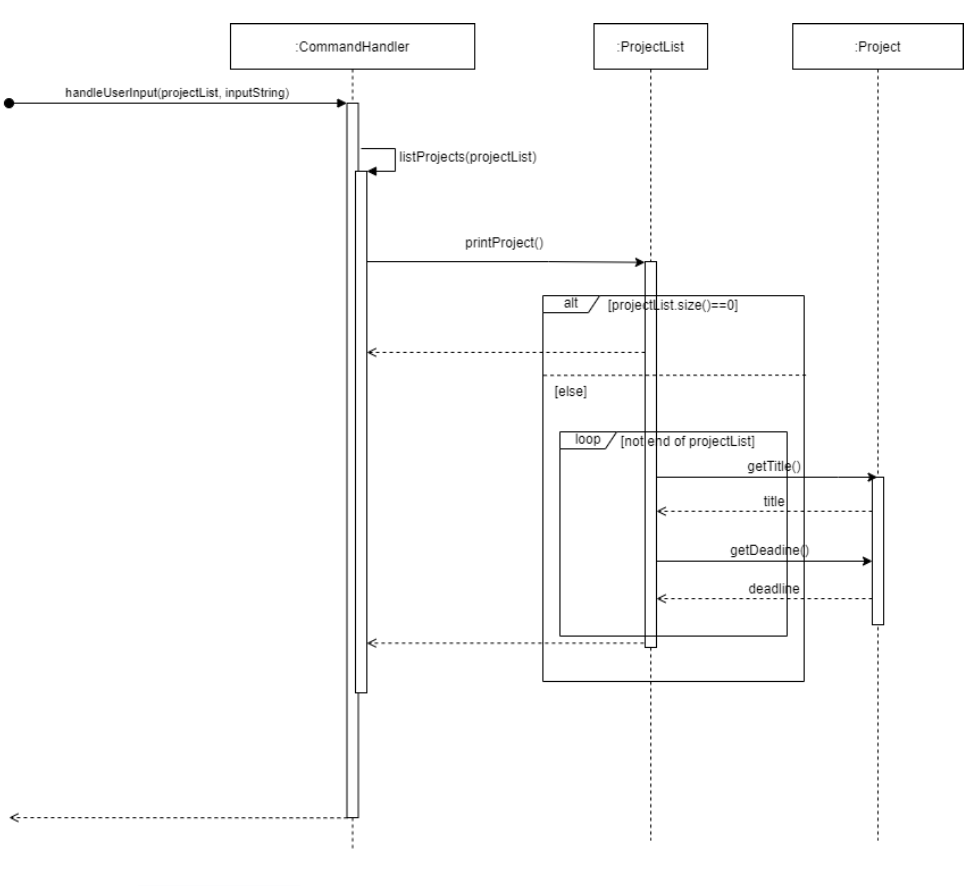 :CommandHandler
:ProjectList
:Project
handleUserInput(projectList, inputString)
listProjects(projectList)
printProject()
alt
[projectList.size()==0]
[else]
loop
[not end of projectList]
getTitle()
title
getDeadine()
deadline